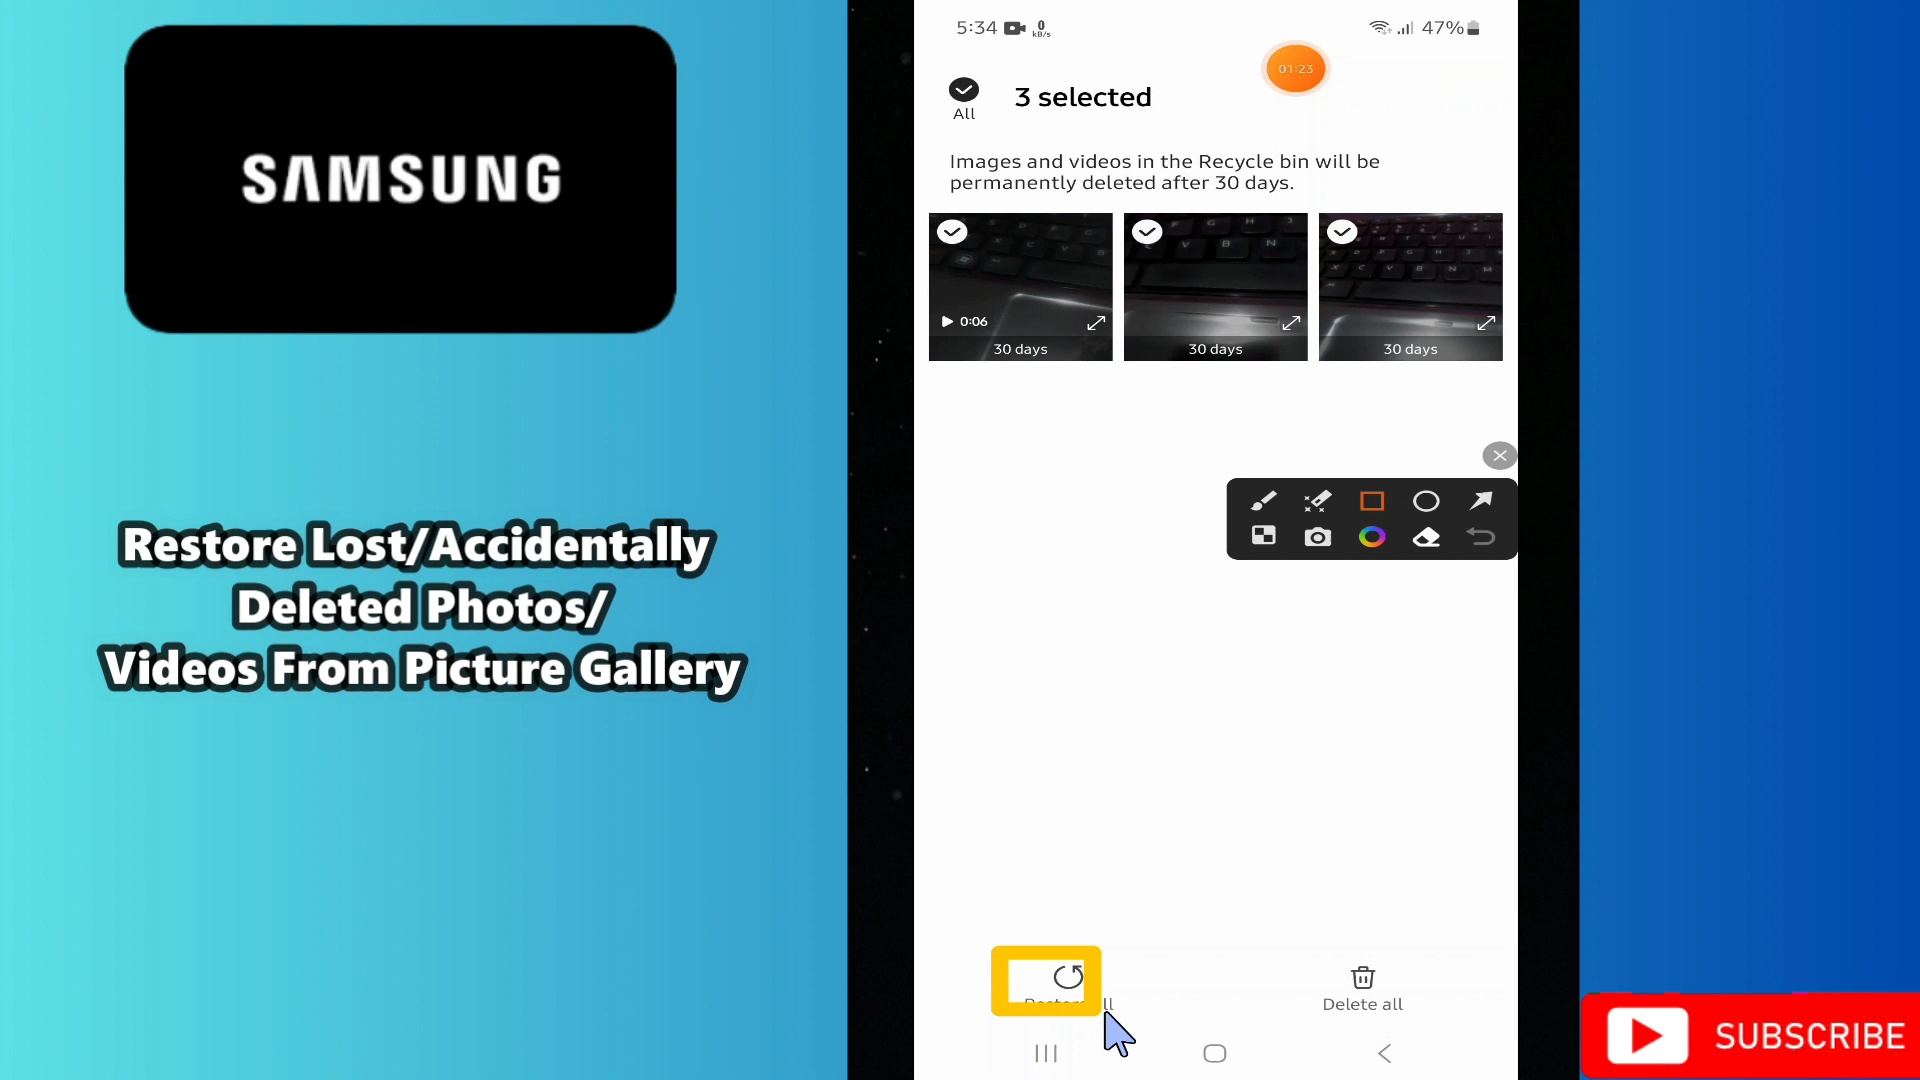 SAMSUNG
Restore Lost/Accidentally
Deleted Photos/
Videos From Picture Gallery
5:34 0 kB/s 47%
01:23
All
3 selected
Images and videos in the Recycle bin will be
permanently deleted after 30 days.
0:06
30 days 30 days 30 days
Delete all
SUBSCRIBE